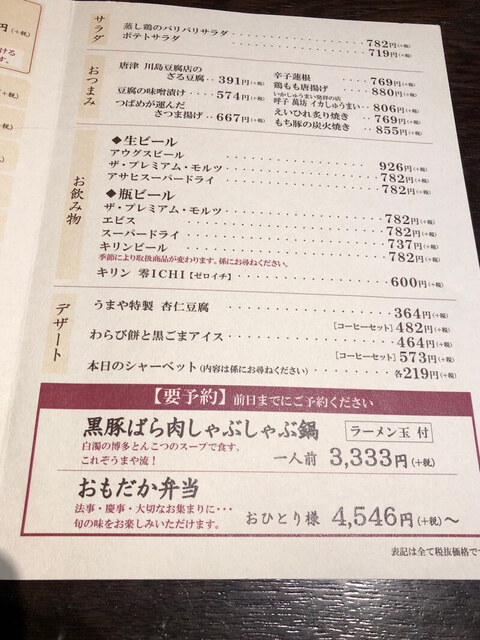 円(+税)
ける
す。
サラダ
蒸し鶏のパリパリサラダ 782円(+税)
ポテトサラダ 719円(+税)
おつまみ
唐津 川島豆腐店の
ざる豆腐‥391円(+税)
豆腐の味噌漬け‥‥574円(+税)
つばめが運んだ
さつま揚げ‥667円(+税)
辛子蓮根‥‥‥769円(+税)
鶏もも唐揚げ‥‥880円(+税)
いかしゅうまい発祥の店
呼子 萬坊 イカしゅうまい‥806円(+税)
えいひれ炙り焼き‥769円(+税)
もち豚の炭火焼き‥855円(+税)
お飲み物
◆生ビール
アウグスビール 926円(+税)
ザ・プレミアム・モルツ 782円(+税)
アサヒスーパードライ 782円(+税)
◆瓶ビール
ザ・プレミアム・モルツ 782円(+税)
エビス 782円(+税)
スーパードライ 737円(+税)
キリンビール 782円(+税)
季節により取扱商品が変わります。係にお尋ねください。
キリン 零ICHI【ゼロイチ】 600円(+税)
デザート
うまや特製 杏仁豆腐 364円(+税)
[コーヒーセット] 482円(+税)
わらび餅と黒ごまアイス 464円(+税)
[コーヒーセット] 573円(+税)
本日のシャーベット(内容は係にお尋ねください) 各219円(+税)
【要予約】前日までにご予約ください
黒豚ばら肉しゃぶしゃぶ鍋 ラーメン玉 付
白濁の博多とんこつのスープで食す、
これぞうまや流! 一人前 3,333円(+税)
おもだか弁当
法事・慶事・大切なお集まりに・・・
旬の味をお楽しみいただけます。 おひとり様 4,546円(+税)〜
表記は全て税抜価格で